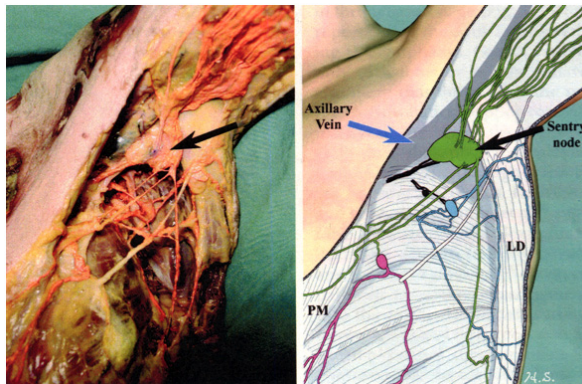 Axillary
Vein
Sentry
node
LD
PM
H.S.